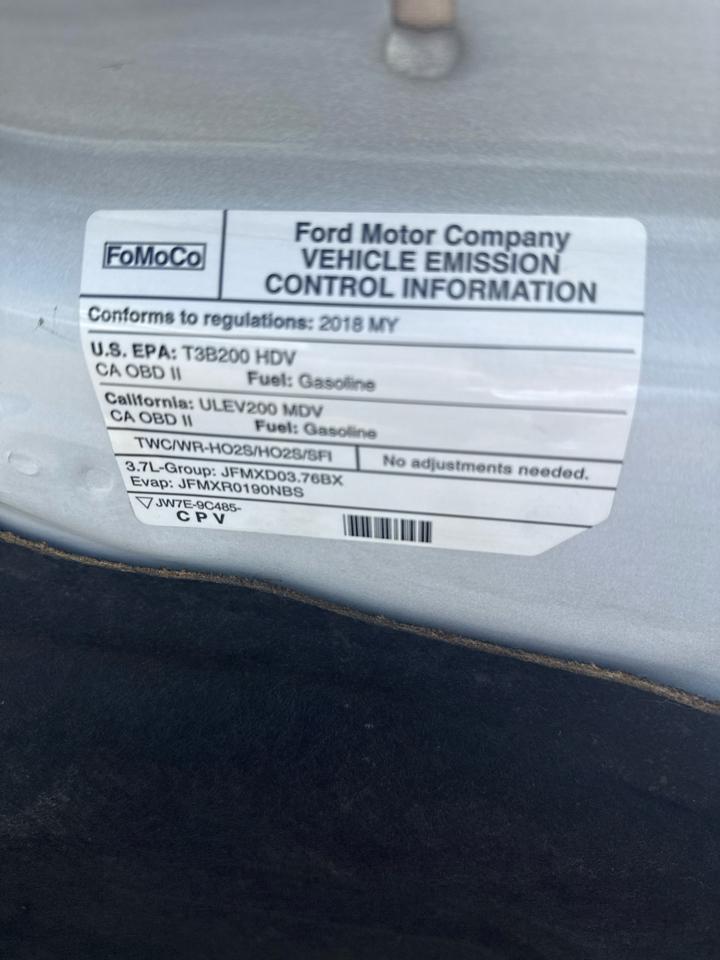 FoMoCo
Ford Motor Company
VEHICLE EMISSION
CONTROL INFORMATION
Conforms to regulations: 2018 MY
U.S. EPA: T3B200 HDV
CA OBD II Fuel: Gasoline
California: ULEV200 MDV
CA OBD II Fuel: Gasoline
TWC/WR-HO2S/HO2S/SFI
No adjustments needed.
3.7L-Group: JFMXD03.76BX
Evap: JFMXR0190NBS
JW7E-9C485-
C P V